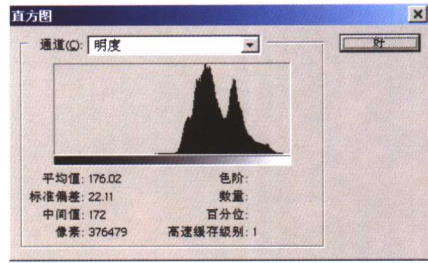 直方图
通道(C): 明度
好
平均值: 176.02
色阶:
标准偏差: 22.11
数量:
中间值: 172
百分位:
像素: 376479
高速缓存级别: 1